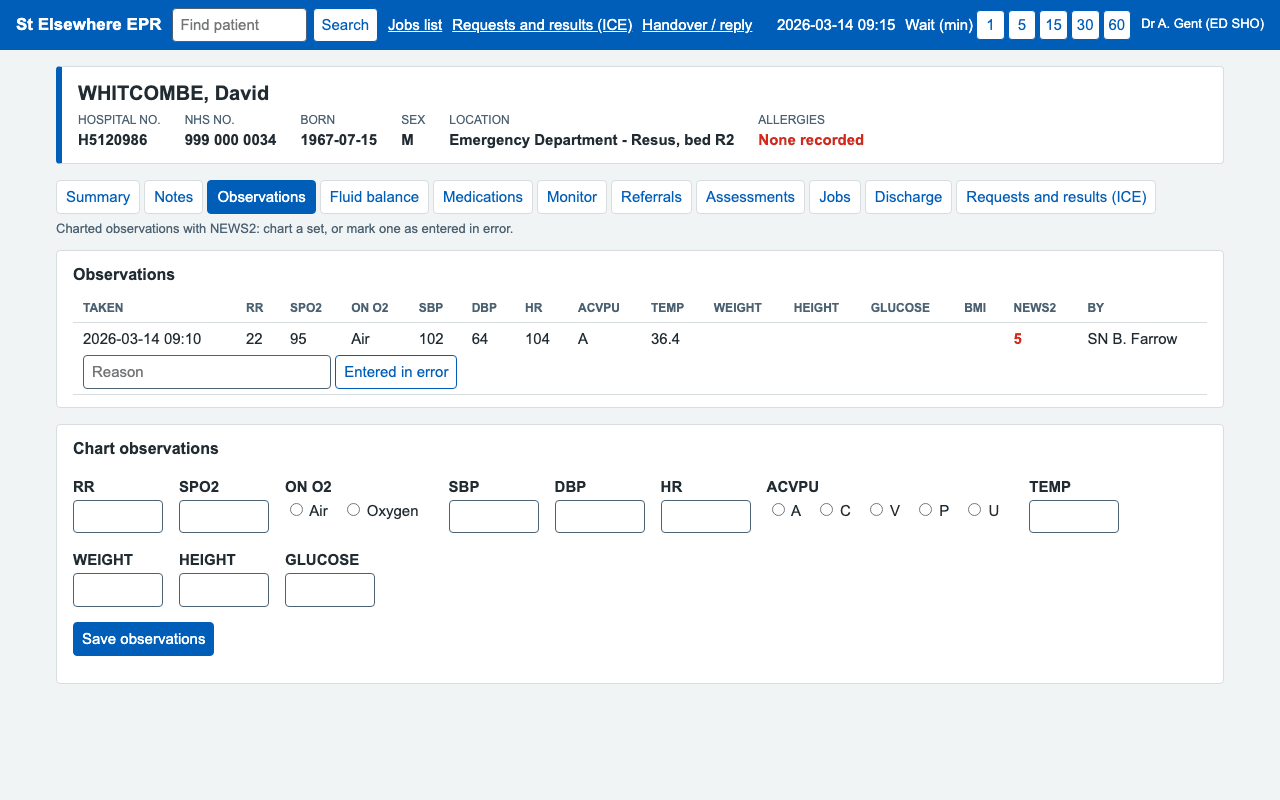 St Elsewhere EPR Find patient Search Jobs list Requests and results (ICE) Handover / reply 2026-03-14 09:15 Wait (min) 1 5 15 30 60 Dr A. Gent (ED SHO)
WHITCOMBE, David
HOSPITAL NO. NHS NO. BORN SEX LOCATION ALLERGIES
H5120986 999 000 0034 1967-07-15 M Emergency Department - Resus, bed R2 None recorded
Summary Notes Observations Fluid balance Medications Monitor Referrals Assessments Jobs Discharge Requests and results (ICE)
Charted observations with NEWS2: chart a set, or mark one as entered in error.
Observations
TAKEN RR SPO2 ON O2 SBP DBP HR ACVPU TEMP WEIGHT HEIGHT GLUCOSE BMI NEWS2 BY
2026-03-14 09:10 22 95 Air 102 64 104 A 36.4 5 SN B. Farrow
Reason Entered in error
Chart observations
RR SPO2 ON O2 SBP DBP HR ACVPU TEMP
Air Oxygen A C V P U
WEIGHT HEIGHT GLUCOSE
Save observations